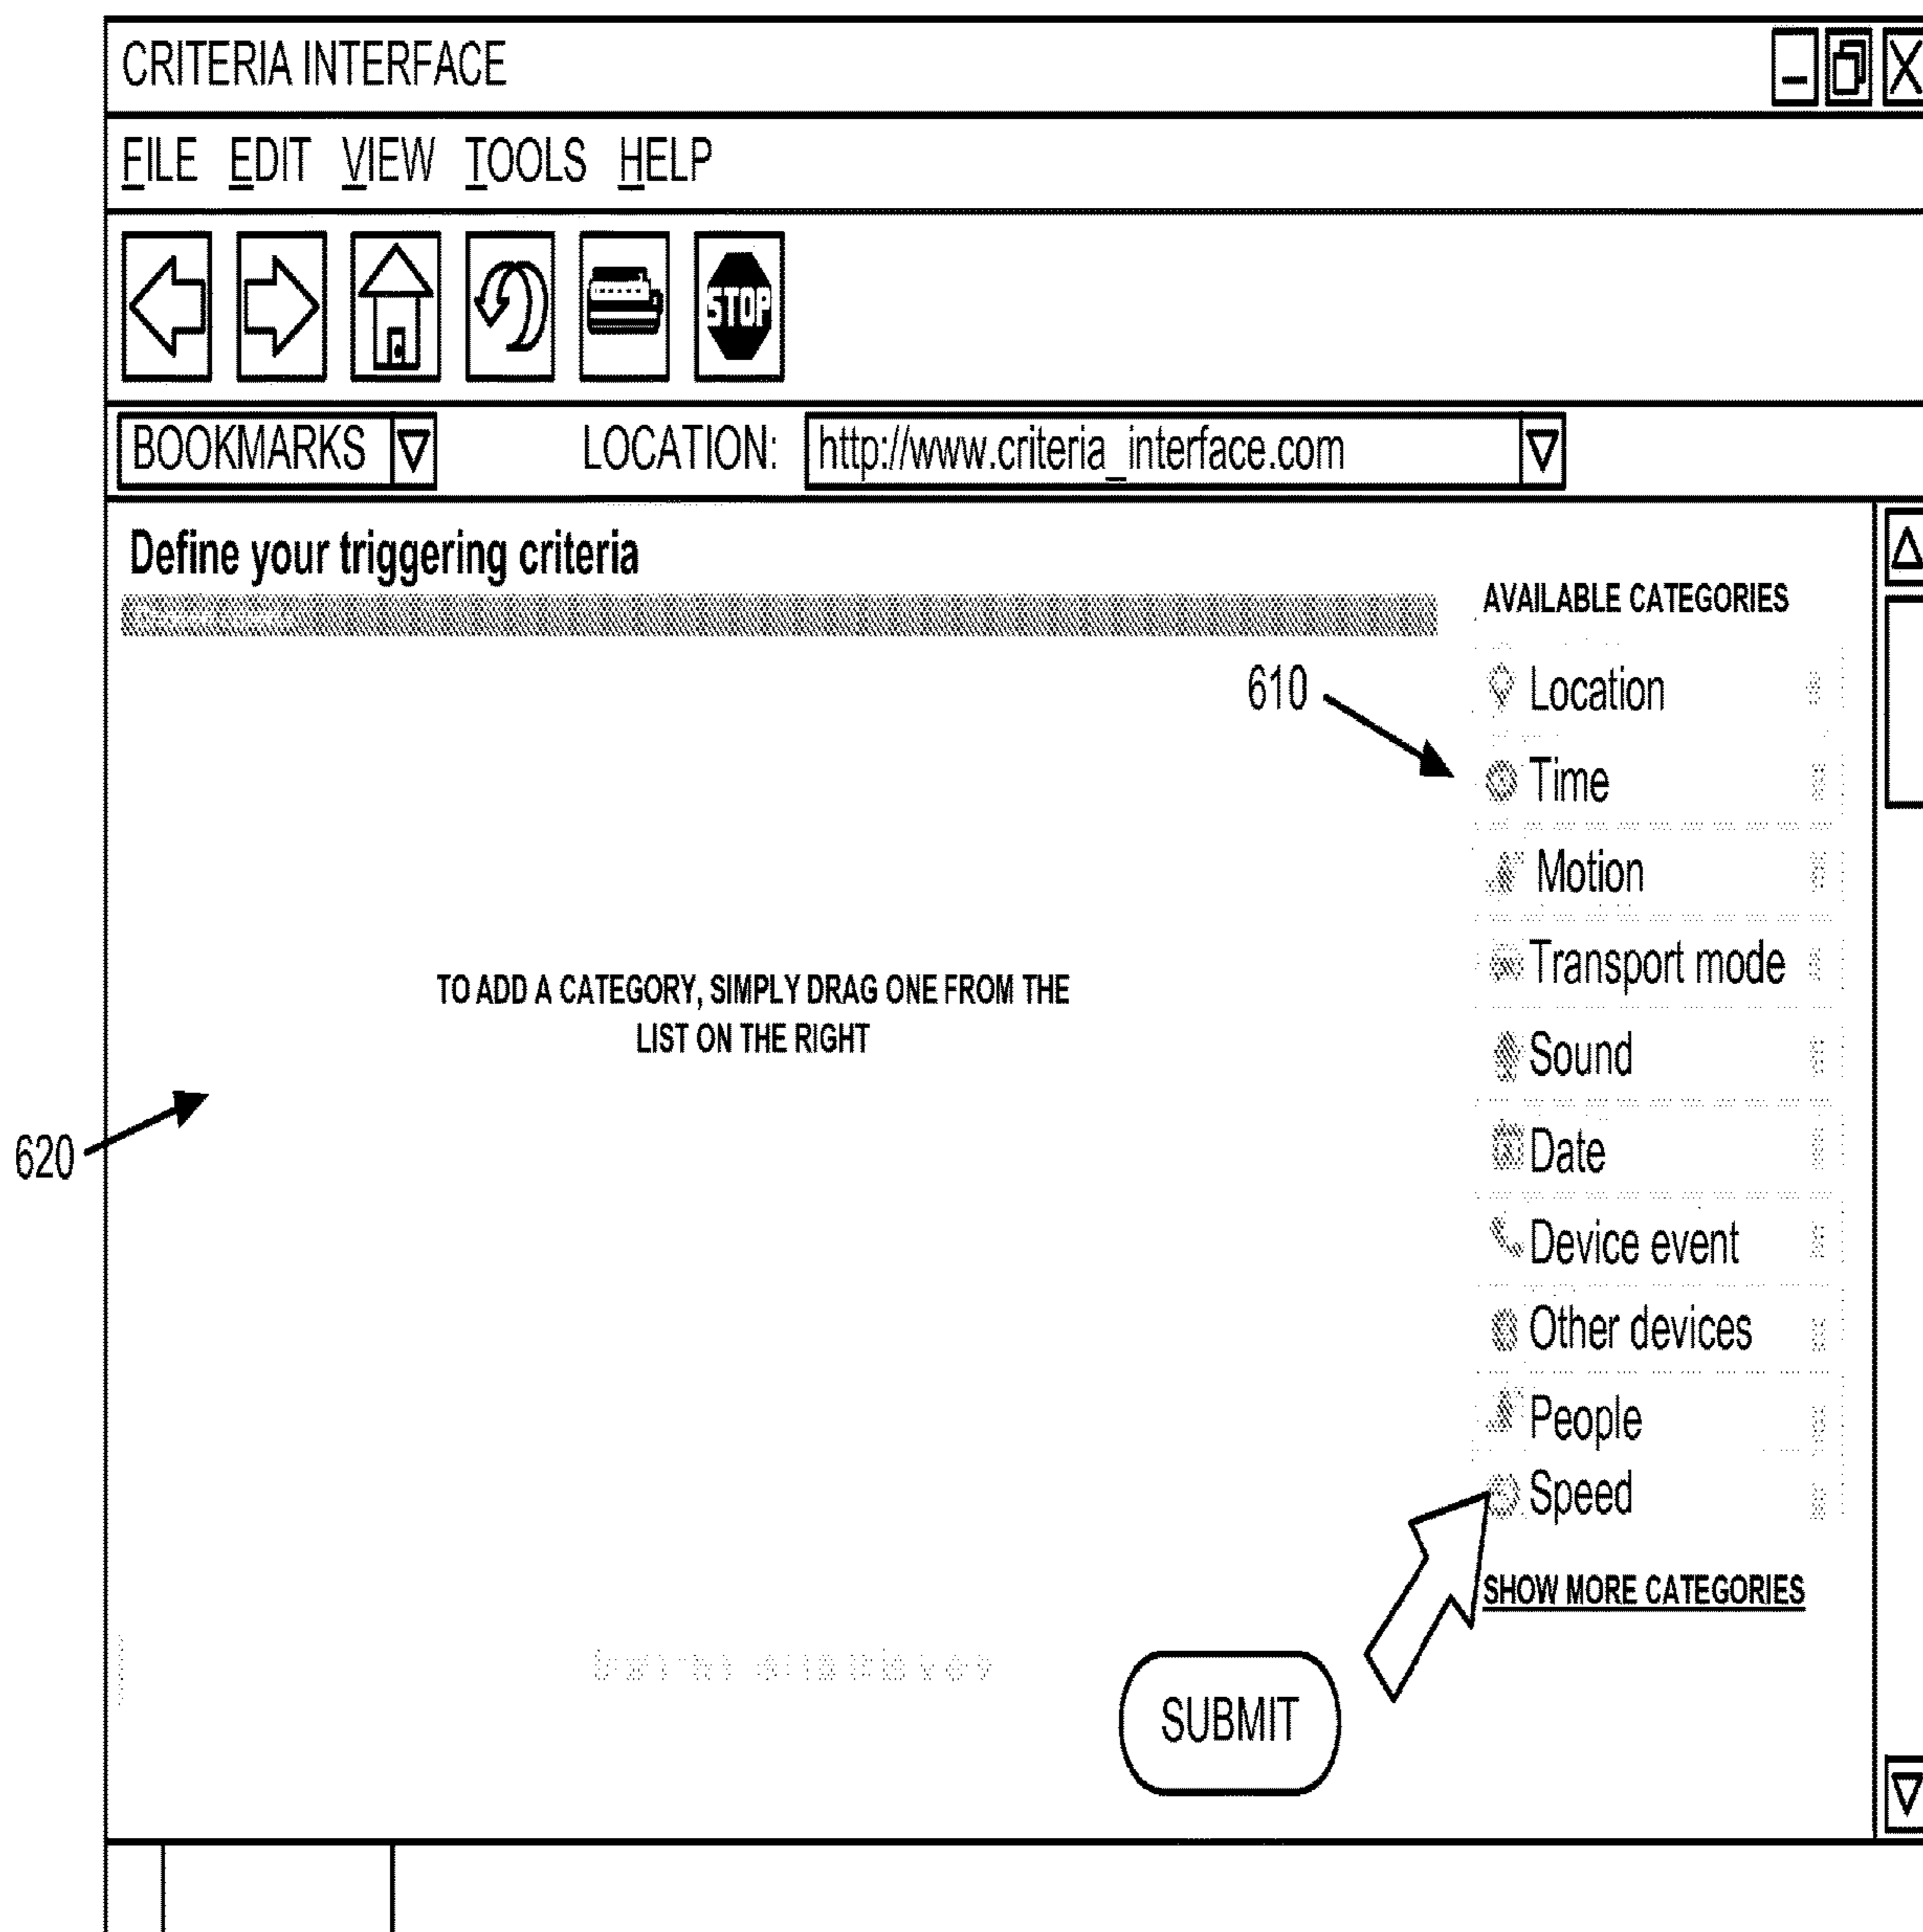 CRITERIA INTERFACE
FILE EDIT VIEW TOOLS HELP
STOP
BOOKMARKS LOCATION: http://www.criteria_interface.com
Define your triggering criteria
AVAILABLE CATEGORIES
610
Location
Time
Motion
Transport mode
TO ADD A CATEGORY, SIMPLY DRAG ONE FROM THE
LIST ON THE RIGHT
Sound
620
Date
Device event
Other devices
People
Speed
SHOW MORE CATEGORIES
SUBMIT